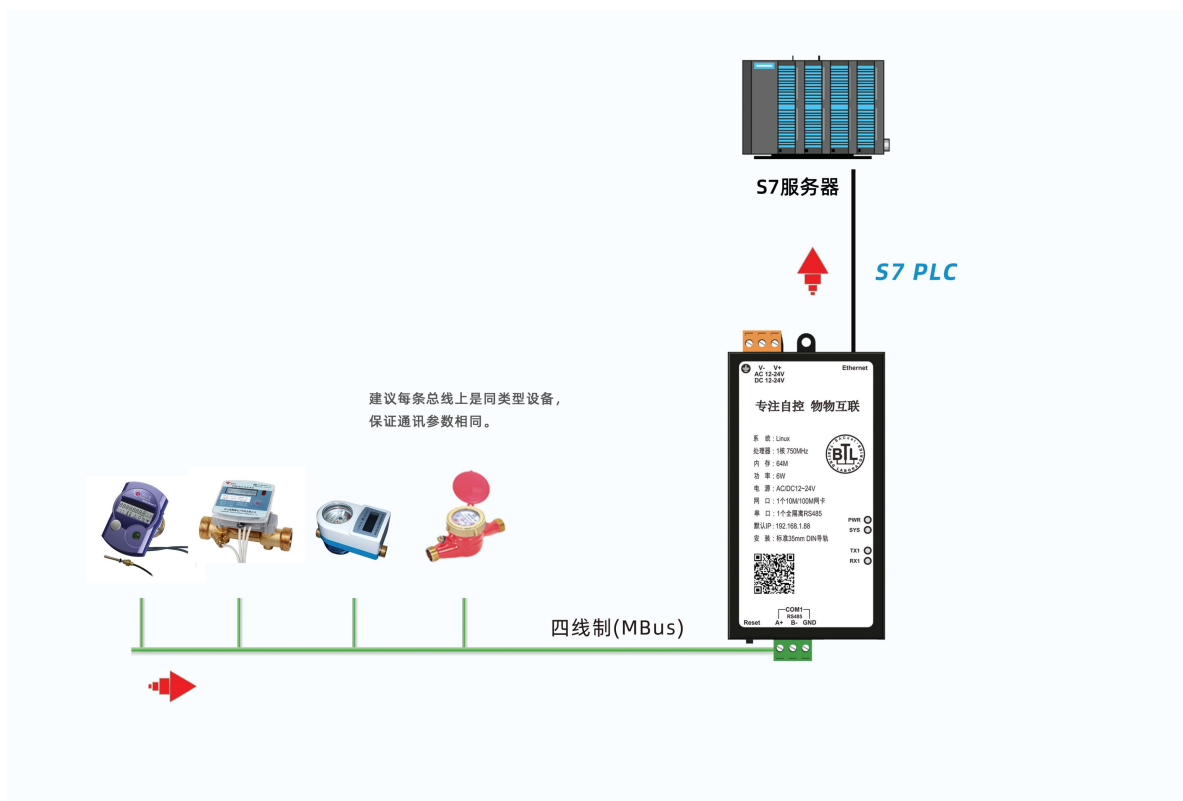 S7服务器
S7 PLC
建议每条总线上是同类型设备，
保证通讯参数相同。
V- V+
AC 12-24V
DC 12-24V
Ethernet
专注自控 物物互联
系 统 : Linux
处理器 : 1核 750MHz
内 存 : 64M
功 率 : 6W
电 源 : AC/DC12~24V
网 口 : 1个10M/100M网卡
串 口 : 1个全隔离RS485
默认IP : 192.168.1.88
安 装 : 标准35mm DIN导轨
BTL
PWR
SYS
TX1
RX1
COM1
RS485
Reset A+ B- GND
四线制(MBus)